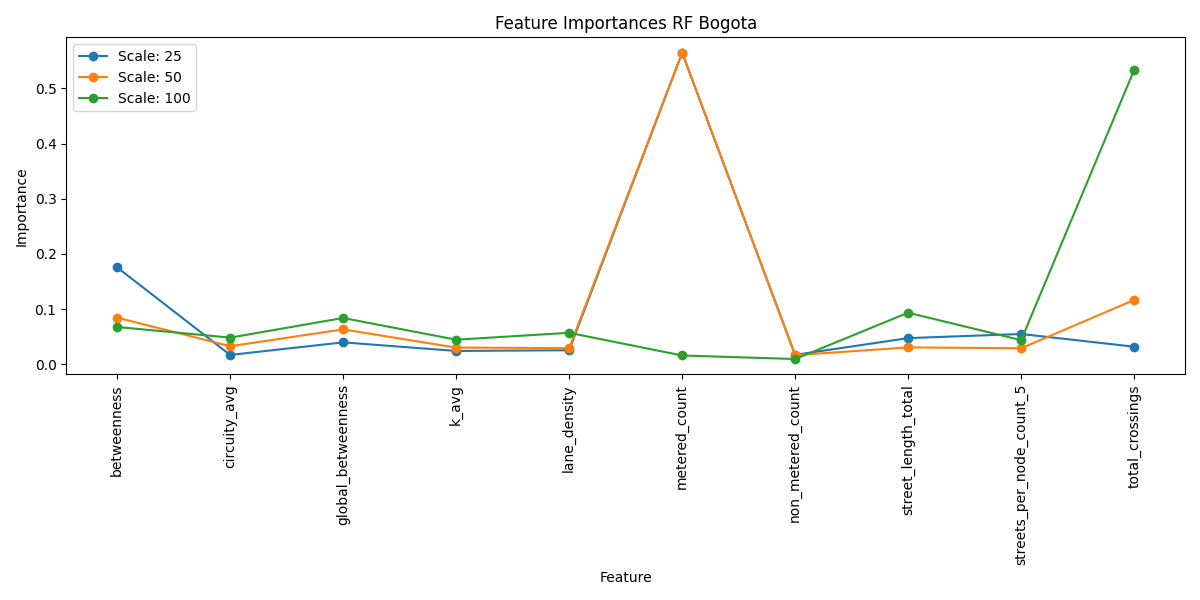 Feature Importances RF Bogota
Scale: 25
Scale: 50
Scale: 100
Importance
0.5
0.4
0.3
0.2
0.1
0.0
betweenness
circuity_avg
global_betweenness
k_avg
lane_density
metered_count
non_metered_count
street_length_total
streets_per_node_count_5
total_crossings
Feature